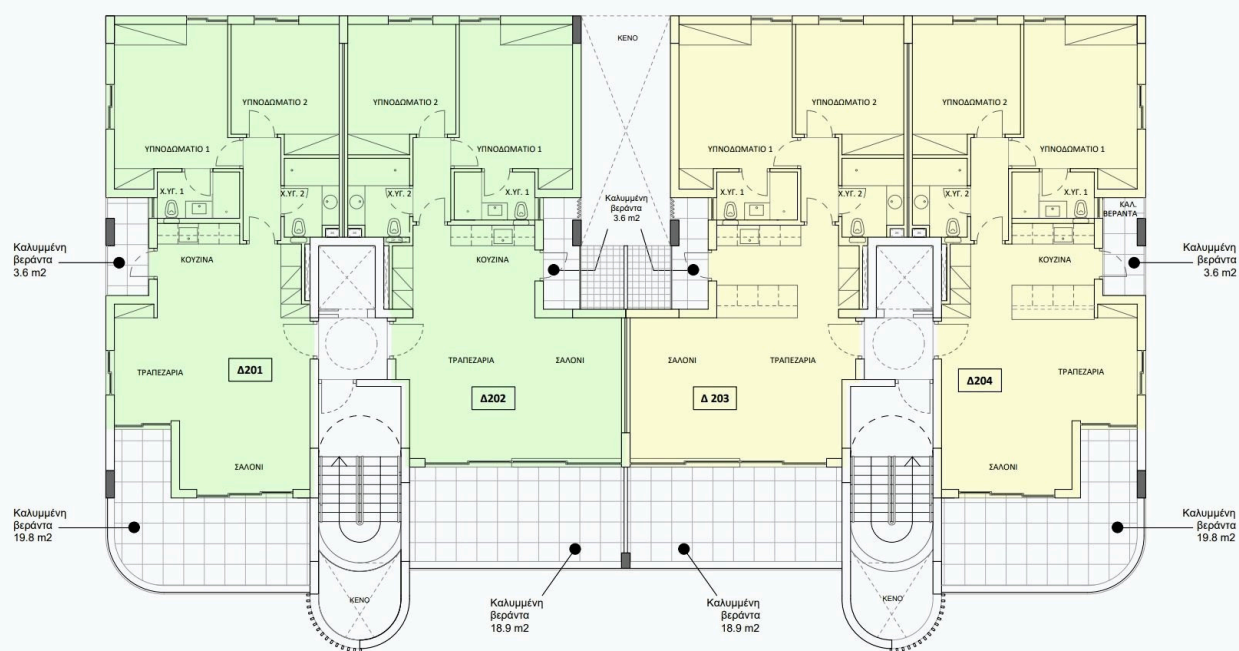 ΚΕΝΟ
ΥΠΝΟΔΩΜΑΤΙΟ 2
ΥΠΝΟΔΩΜΑΤΙΟ 2
ΥΠΝΟΔΩΜΑΤΙΟ 2
ΥΠΝΟΔΩΜΑΤΙΟ 2
ΥΠΝΟΔΩΜΑΤΙΟ 1
ΥΠΝΟΔΩΜΑΤΙΟ 1
ΥΠΝΟΔΩΜΑΤΙΟ 1
ΥΠΝΟΔΩΜΑΤΙΟ 1
Χ.ΥΓ. 1
Χ.ΥΓ. 2
Χ.ΥΓ. 2
Χ.ΥΓ. 1
Χ.ΥΓ. 1
Χ.ΥΓ. 2
Χ.ΥΓ. 2
Χ.ΥΓ. 1
Καλυμμένη
βεράντα
3.6 m2
ΚΑΛ.
ΒΕΡΑΝΤΑ
Καλυμμένη
βεράντα
3.6 m2
ΚΟΥΖΙΝΑ
ΚΟΥΖΙΝΑ
ΚΟΥΖΙΝΑ
ΚΟΥΖΙΝΑ
Καλυμμένη
βεράντα
3.6 m2
ΤΡΑΠΕΖΑΡΙΑ
Δ201
ΤΡΑΠΕΖΑΡΙΑ
ΣΑΛΟΝΙ
Δ202
ΣΑΛΟΝΙ
ΤΡΑΠΕΖΑΡΙΑ
Δ 203
Δ204
ΤΡΑΠΕΖΑΡΙΑ
ΣΑΛΟΝΙ
ΣΑΛΟΝΙ
Καλυμμένη
βεράντα
19.8 m2
Καλυμμένη
βεράντα
19.8 m2
ΚΕΝΟ
Καλυμμένη
βεράντα
18.9 m2
Καλυμμένη
βεράντα
18.9 m2
ΚΕΝΟ